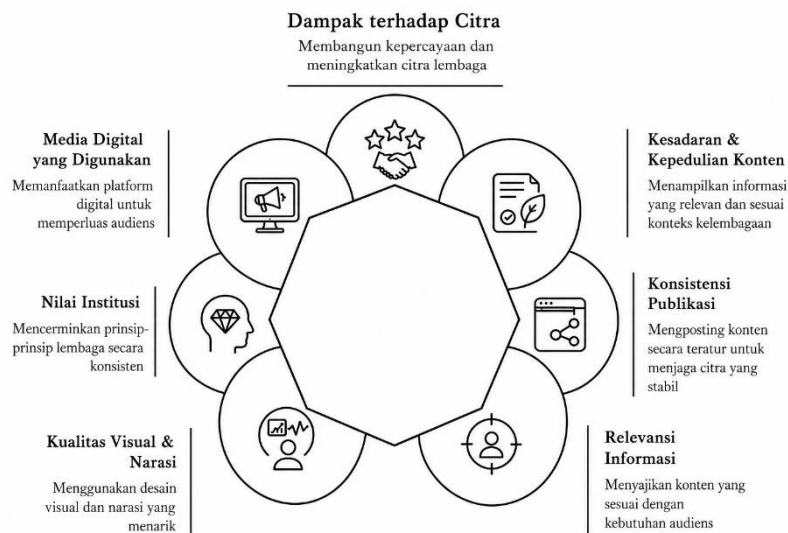 Dampak terhadap Citra
Membangun kepercayaan dan
meningkatkan citra lembaga
Media Digital
yang Digunakan
Memanfaatkan platform
digital untuk
memperluas audiens
Kesadaran &
Kepedulian Konten
Menampilkan informasi
yang relevan dan sesuai
konteks kelembagaan
Nilai Institusi
Mencerminkan prinsip-
prinsip lembaga secara
konsisten
Konsistensi
Publikasi
Mengposting konten
secara teratur untuk
menjaga citra yang
stabil
Kualitas Visual &
Narasi
Menggunakan desain
visual dan narasi yang
menarik
Relevansi
Informasi
Menyajikan konten yang
sesuai dengan
kebutuhan audiens